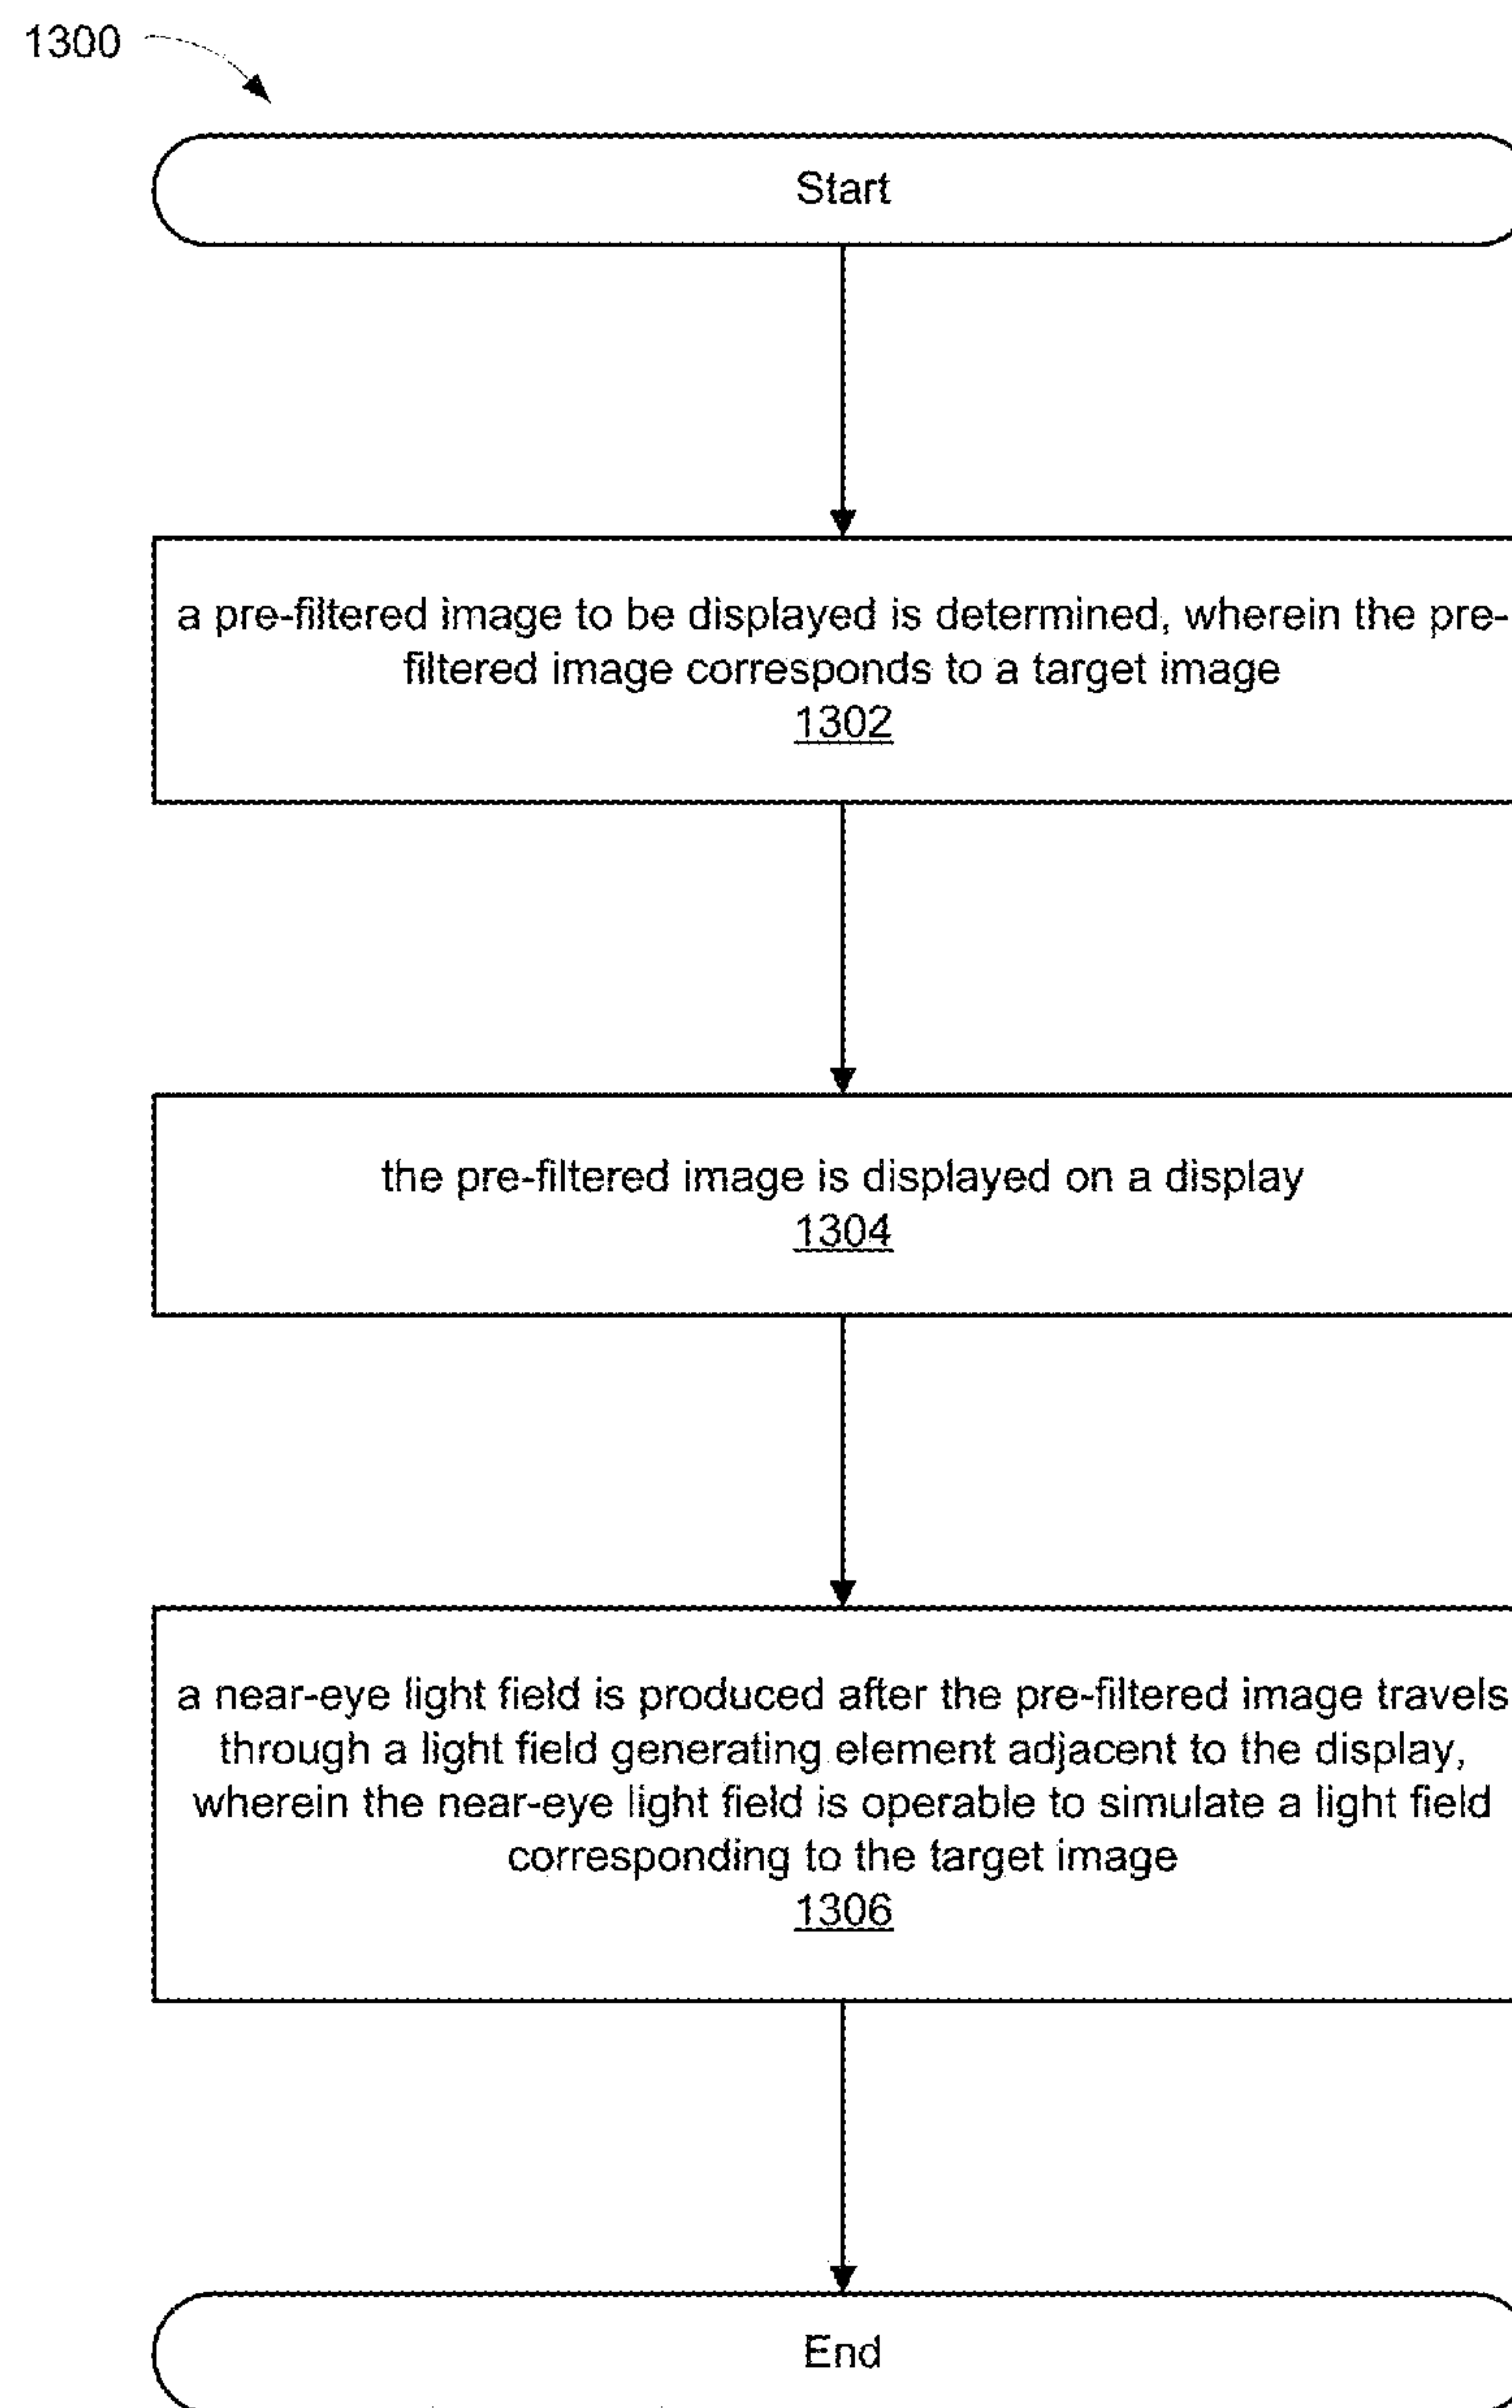 1300
Start
a pre-filtered image to be displayed is determined, wherein the pre-
filtered image corresponds to a target image
1302
the pre-filtered image is displayed on a display
1304
a near-eye light field is produced after the pre-filtered image travels
through a light field generating element adjacent to the display,
wherein the near-eye light field is operable to simulate a light field
corresponding to the target image
1306
End